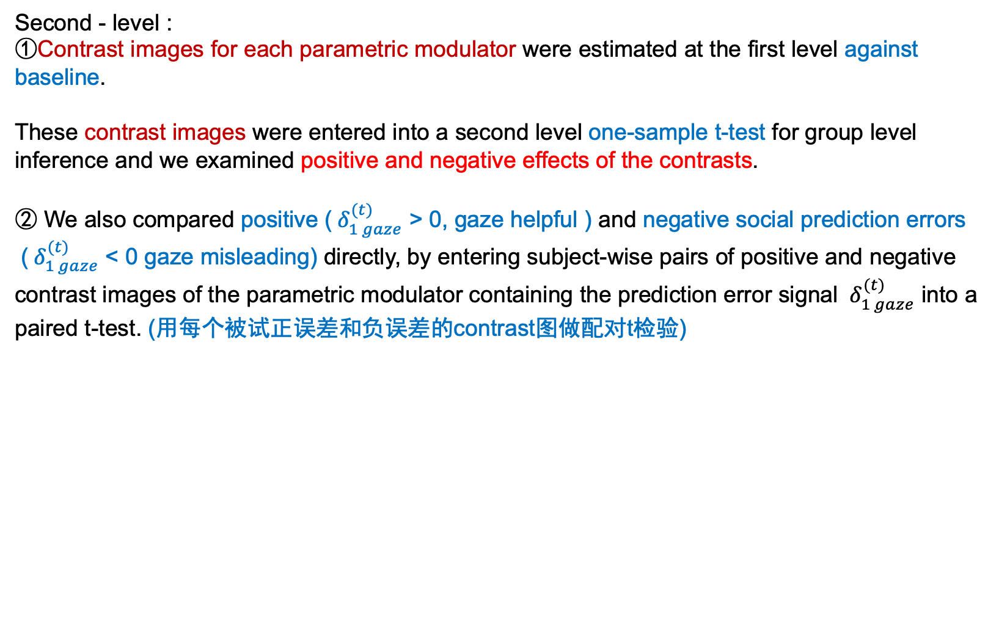 Second - level :
①Contrast images for each parametric modulator were estimated at the first level against
baseline.
These contrast images were entered into a second level one-sample t-test for group level
inference and we examined positive and negative effects of the contrasts.
② We also compared positive ( δ_{1 gaze}^{(t)} > 0, gaze helpful ) and negative social prediction errors
( δ_{1 gaze}^{(t)} < 0 gaze misleading) directly, by entering subject-wise pairs of positive and negative
contrast images of the parametric modulator containing the prediction error signal δ_{1 gaze}^{(t)} into a
paired t-test. (用每个被试正误差和负误差的contrast图做配对t检验)